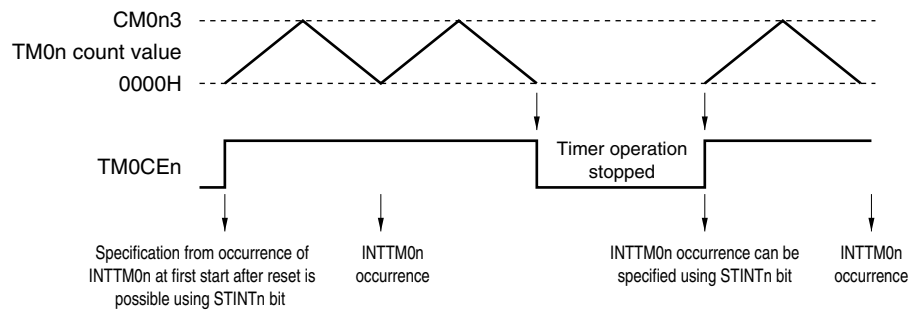 CM0n3
TM0n count value
0000H
TM0CEn
Timer operation
stopped
Specification from occurrence of
INTTM0n at first start after reset is
possible using STINTn bit
INTTM0n
occurrence
INTTM0n occurrence can be
specified using STINTn bit
INTTM0n
occurrence